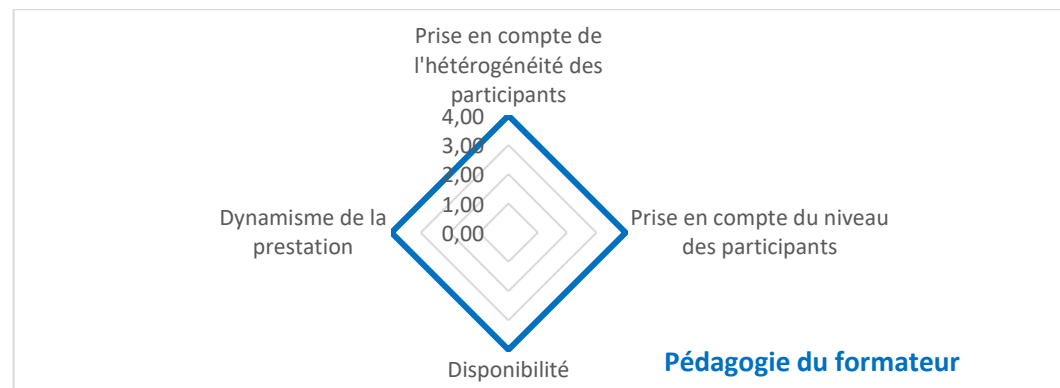 Prise en compte de
l'hétérogénéité des
participants
4,00
3,00
2,00
1,00
0,00
Dynamisme de la
prestation
Prise en compte du niveau
des participants
Disponibilité
Pédagogie du formateur